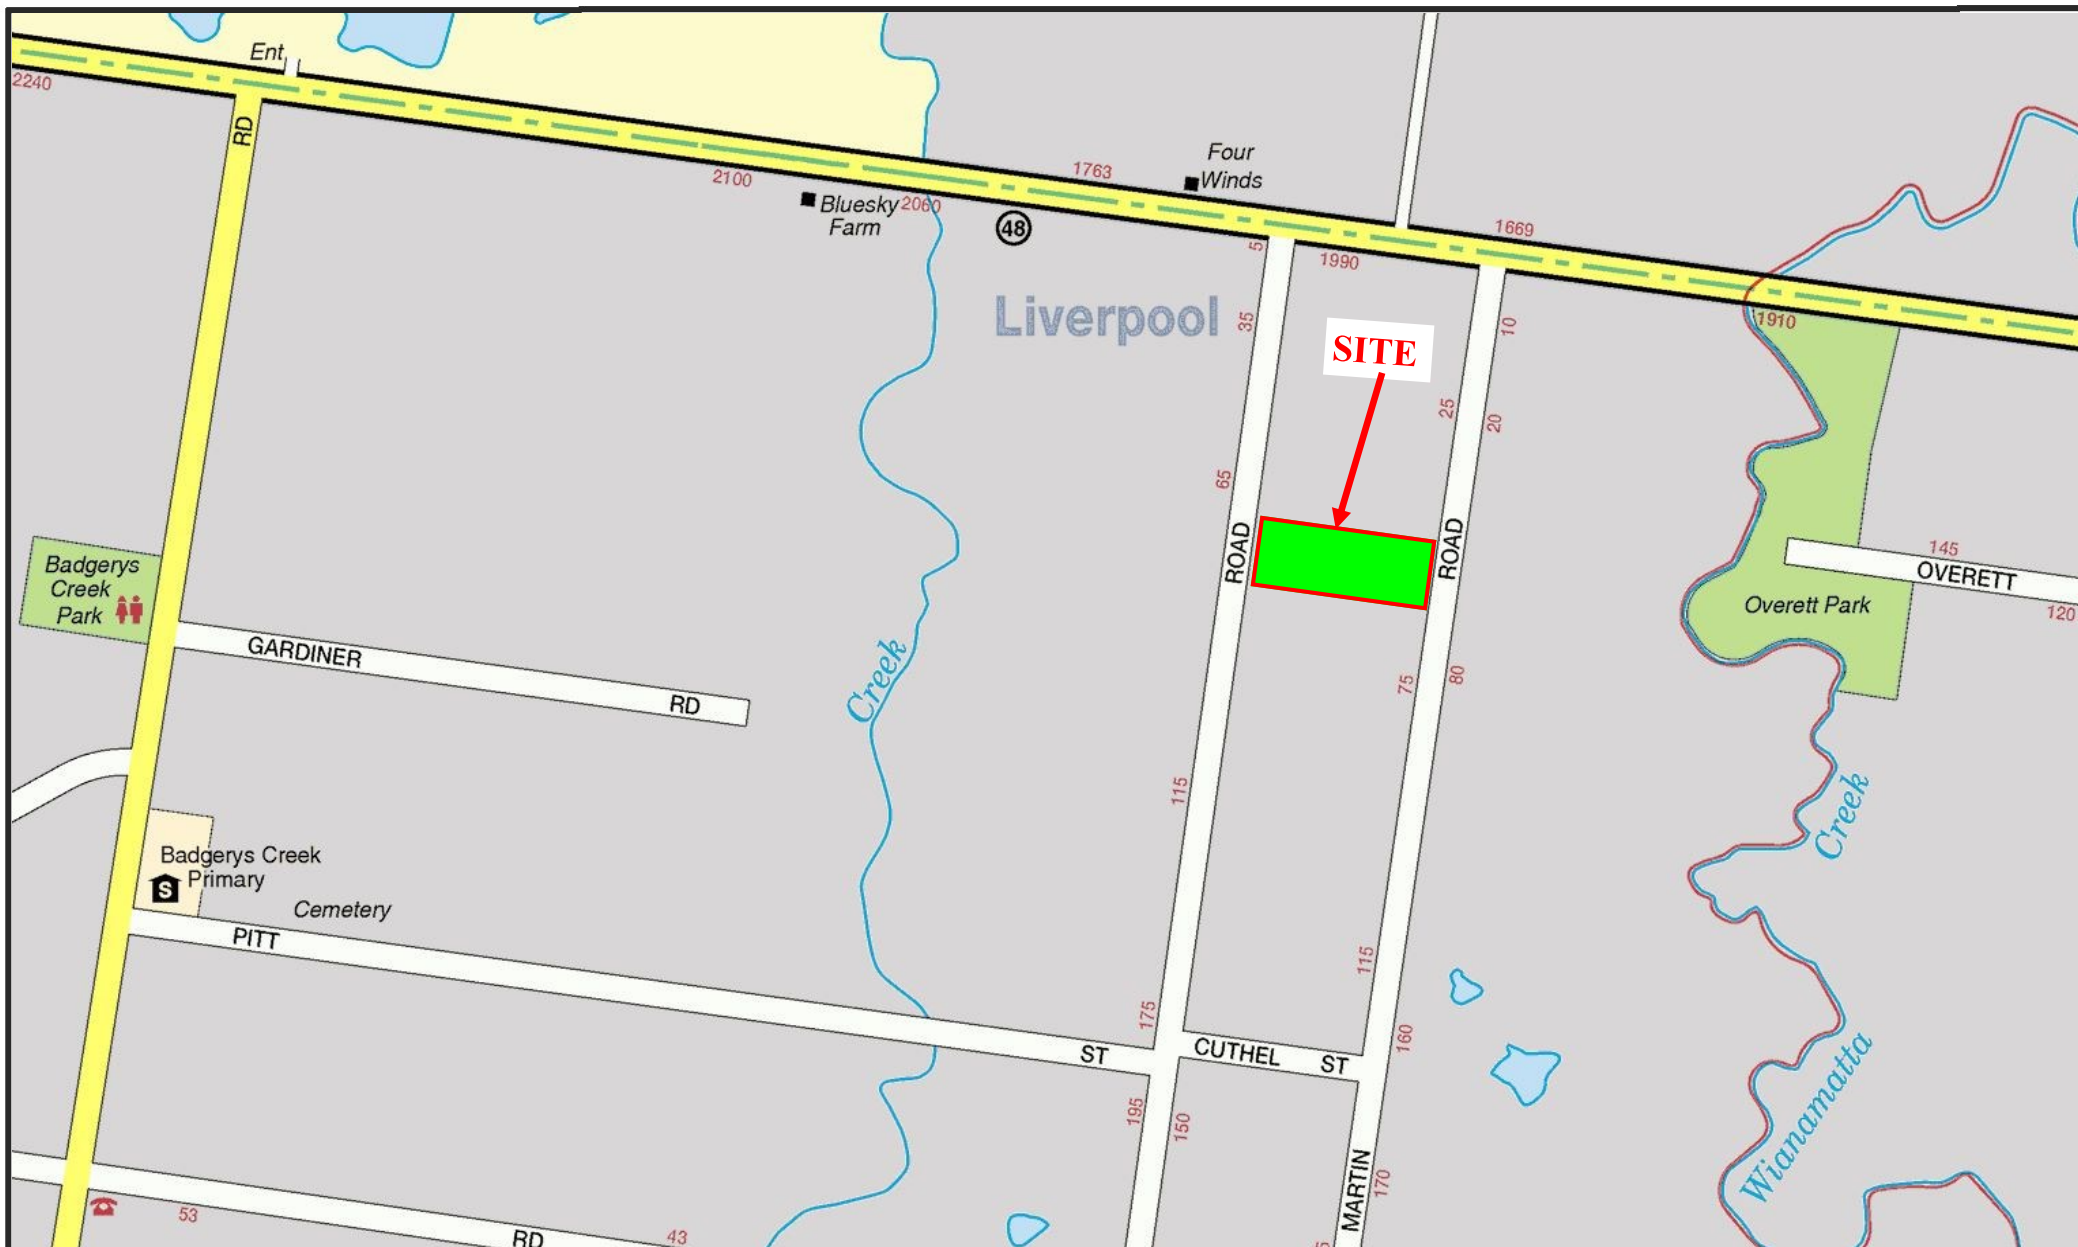 Ent
2240
RD
2100
Bluesky
Farm
2060
48
1763
Four
Winds
5
1990
1669
1910
Liverpool
35
10
SITE
25
20
65
ROAD
ROAD
145
OVERETT
120
Overett Park
Badgerys
Creek
Park
GARDINER
RD
Creek
75
80
115
Creek
Badgerys Creek
Primary
S
Cemetery
PITT
ST
175
CUTHEL
ST
115
160
195
150
MARTIN
170
Wianamatta
53
RD
43